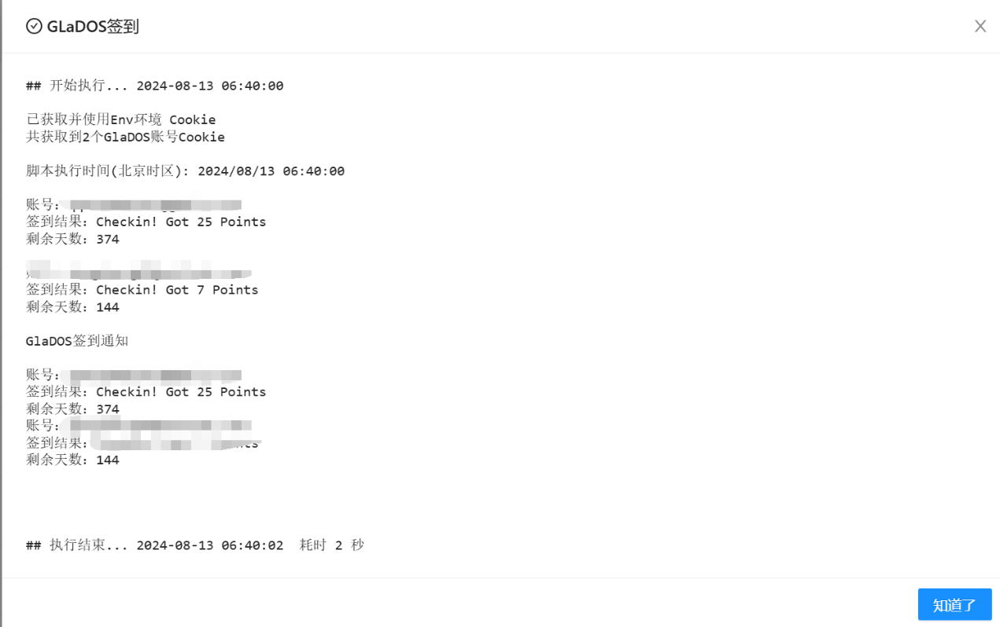 GLaDOS签到
## 开始执行... 2024-08-13 06:40:00
已获取并使用Env环境 Cookie
共获取到2个GlaDOS账号Cookie
脚本执行时间(北京时区): 2024/08/13 06:40:00
账号:
签到结果: Checkin! Got 25 Points
剩余天数: 374
签到结果: Checkin! Got 7 Points
剩余天数: 144
GlaDOS签到通知
账号:
签到结果: Checkin! Got 25 Points
剩余天数: 374
账号:
签到结果:
剩余天数: 144
## 执行结束... 2024-08-13 06:40:02 耗时 2 秒
知道了